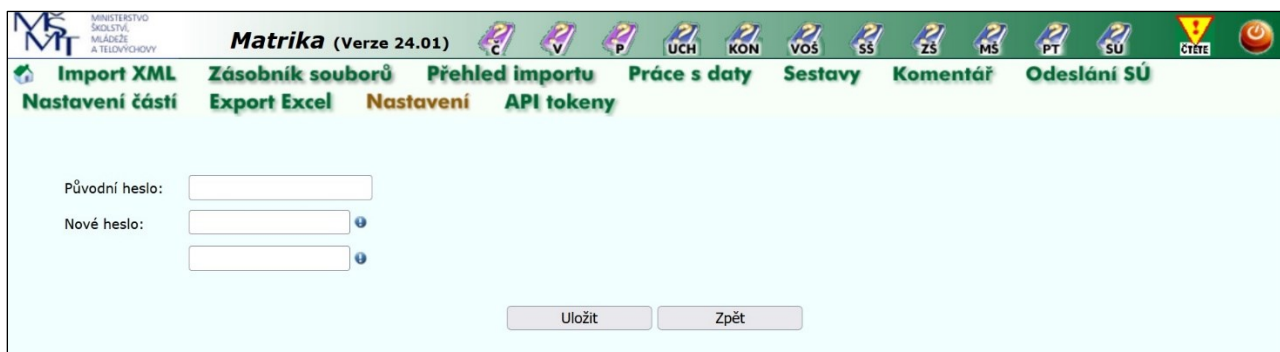 MINISTERSTVO
ŠKOLSTVÍ,
MLÁDEŽE
A TĚLOVÝCHOVY
MŠMT
Matrika (Verze 24.01) Č V P UCH KON VOŠ SŠ ZŠ MŠ PT SU ČTĚTE
Import XML Zásobník souborů Přehled importu Práce s daty Sestavy Komentář Odeslání SÚ
Nastavení částí Export Excel Nastavení API tokeny
Původní heslo:
Nové heslo:
Uložit Zpět